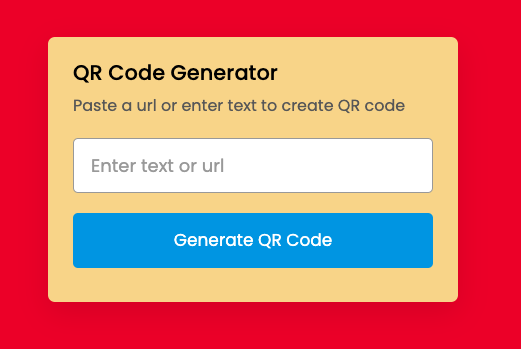 QR Code Generator
Paste a url or enter text to create QR code
Enter text or url
Generate QR Code